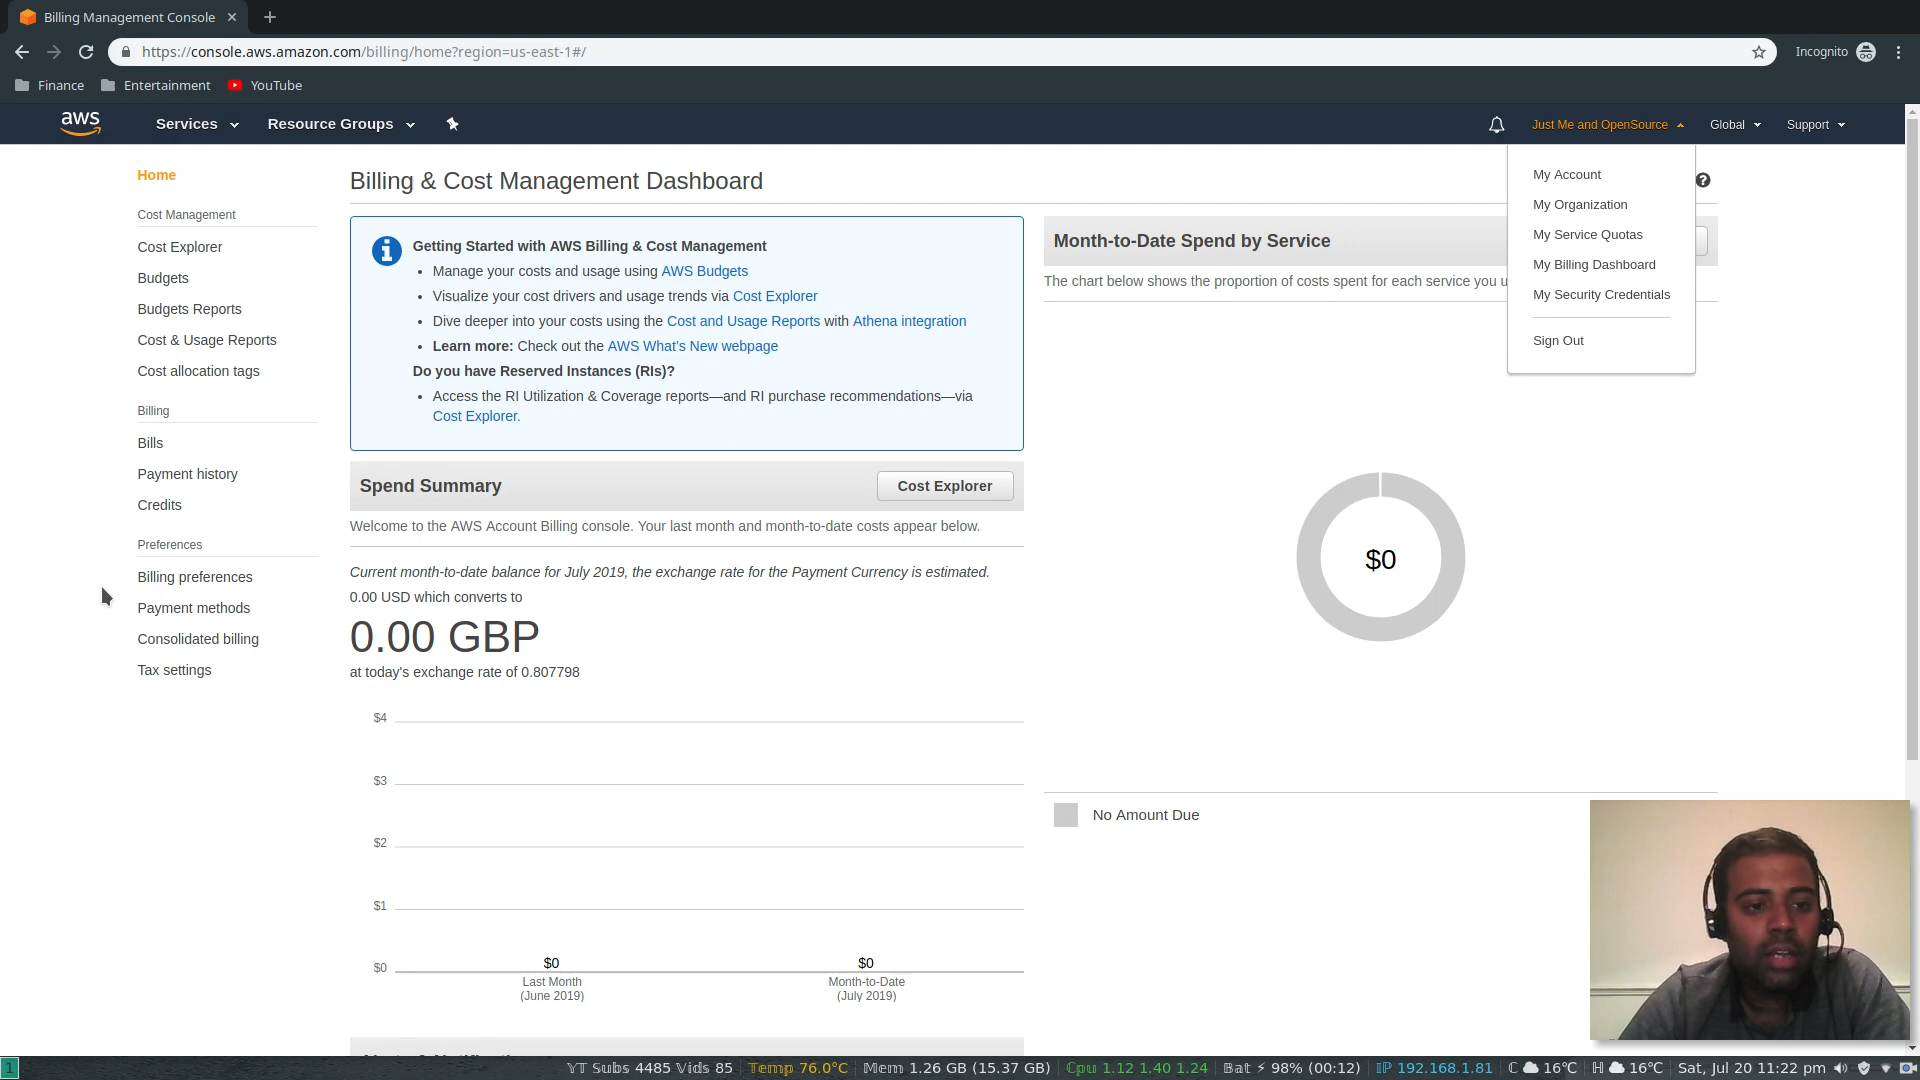 Billing Management Console
https://console.aws.amazon.com/billing/home?region=us-east-1#/
Incognito
Finance
Entertainment
YouTube
aws
Services
Resource Groups
Just Me and OpenSource
Global
Support
My Account
My Organization
My Service Quotas
My Billing Dashboard
My Security Credentials
Sign Out
Home
Cost Management
Cost Explorer
Budgets
Budgets Reports
Cost & Usage Reports
Cost allocation tags
Billing
Bills
Payment history
Credits
Preferences
Billing preferences
Payment methods
Consolidated billing
Tax settings
Billing & Cost Management Dashboard
Getting Started with AWS Billing & Cost Management
• Manage your costs and usage using AWS Budgets
• Visualize your cost drivers and usage trends via Cost Explorer
• Dive deeper into your costs using the Cost and Usage Reports with Athena integration
• Learn more: Check out the AWS What's New webpage
Do you have Reserved Instances (RIs)?
• Access the RI Utilization & Coverage reports—and RI purchase recommendations—via
Cost Explorer.
Spend Summary
Cost Explorer
Welcome to the AWS Account Billing console. Your last month and month-to-date costs appear below.
Current month-to-date balance for July 2019, the exchange rate for the Payment Currency is estimated.
0.00 USD which converts to
0.00 GBP
at today's exchange rate of 0.807798
$4
$3
$2
$1
$0
$0
$0
Last Month
(June 2019)
Month-to-Date
(July 2019)
Month-to-Date Spend by Service
The chart below shows the proportion of costs spent for each service you u
$0
No Amount Due
1
YT Subs 4485 Vids 85
Temp 76.0°C
Mem 1.26 GB (15.37 GB)
Cpu 1.12 1.40 1.24
Bat ⚡ 98% (00:12)
IP 192.168.1.81
C 16°C
H 16°C
Sat, Jul 20 11:22 pm